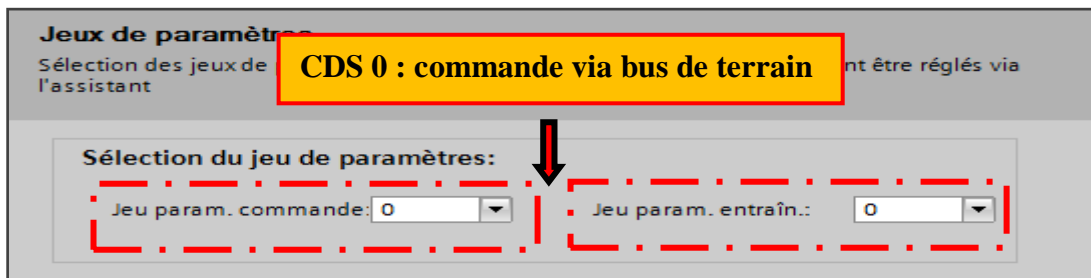 Jeux de paramètres
Sélection des jeux de
nt être réglés via
l'assistant
CDS 0 : commande via bus de terrain
Sélection du jeu de paramètres:
Jeu param. commande: 0
Jeu param. entraîn.: 0